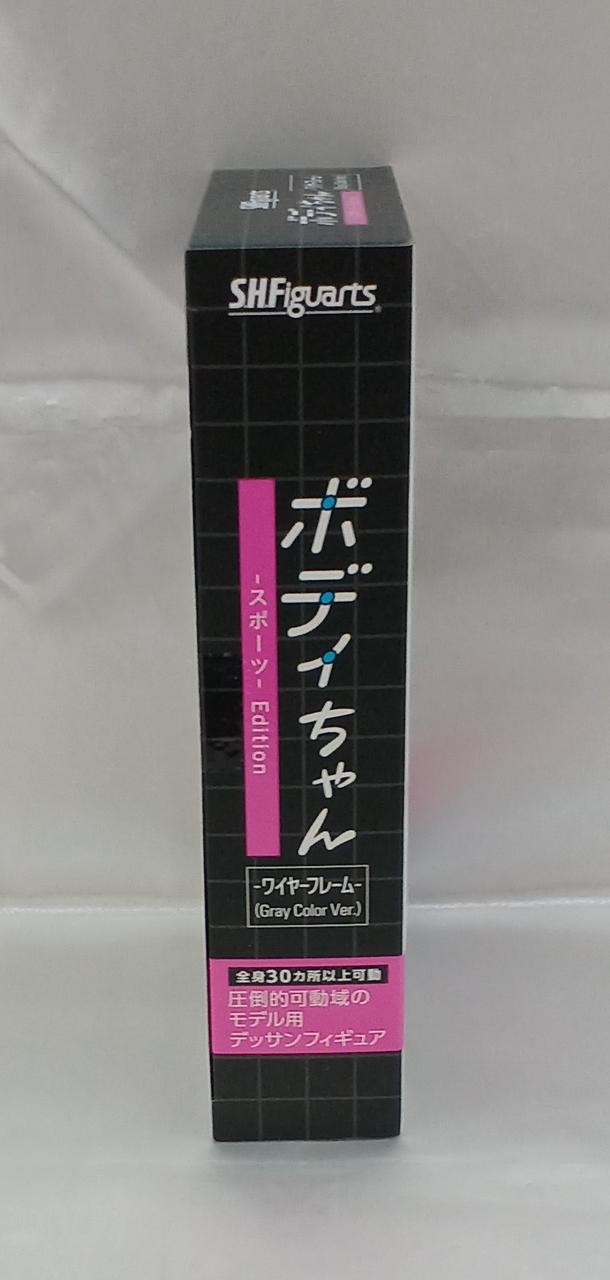 S.H.Figuarts
ボディちゃん
-スポーツ- Edition
-ワイヤーフレーム-
(Gray Color Ver.)
全身30カ所以上可動
圧倒的可動域の
モデル用
デッサンフィギュア